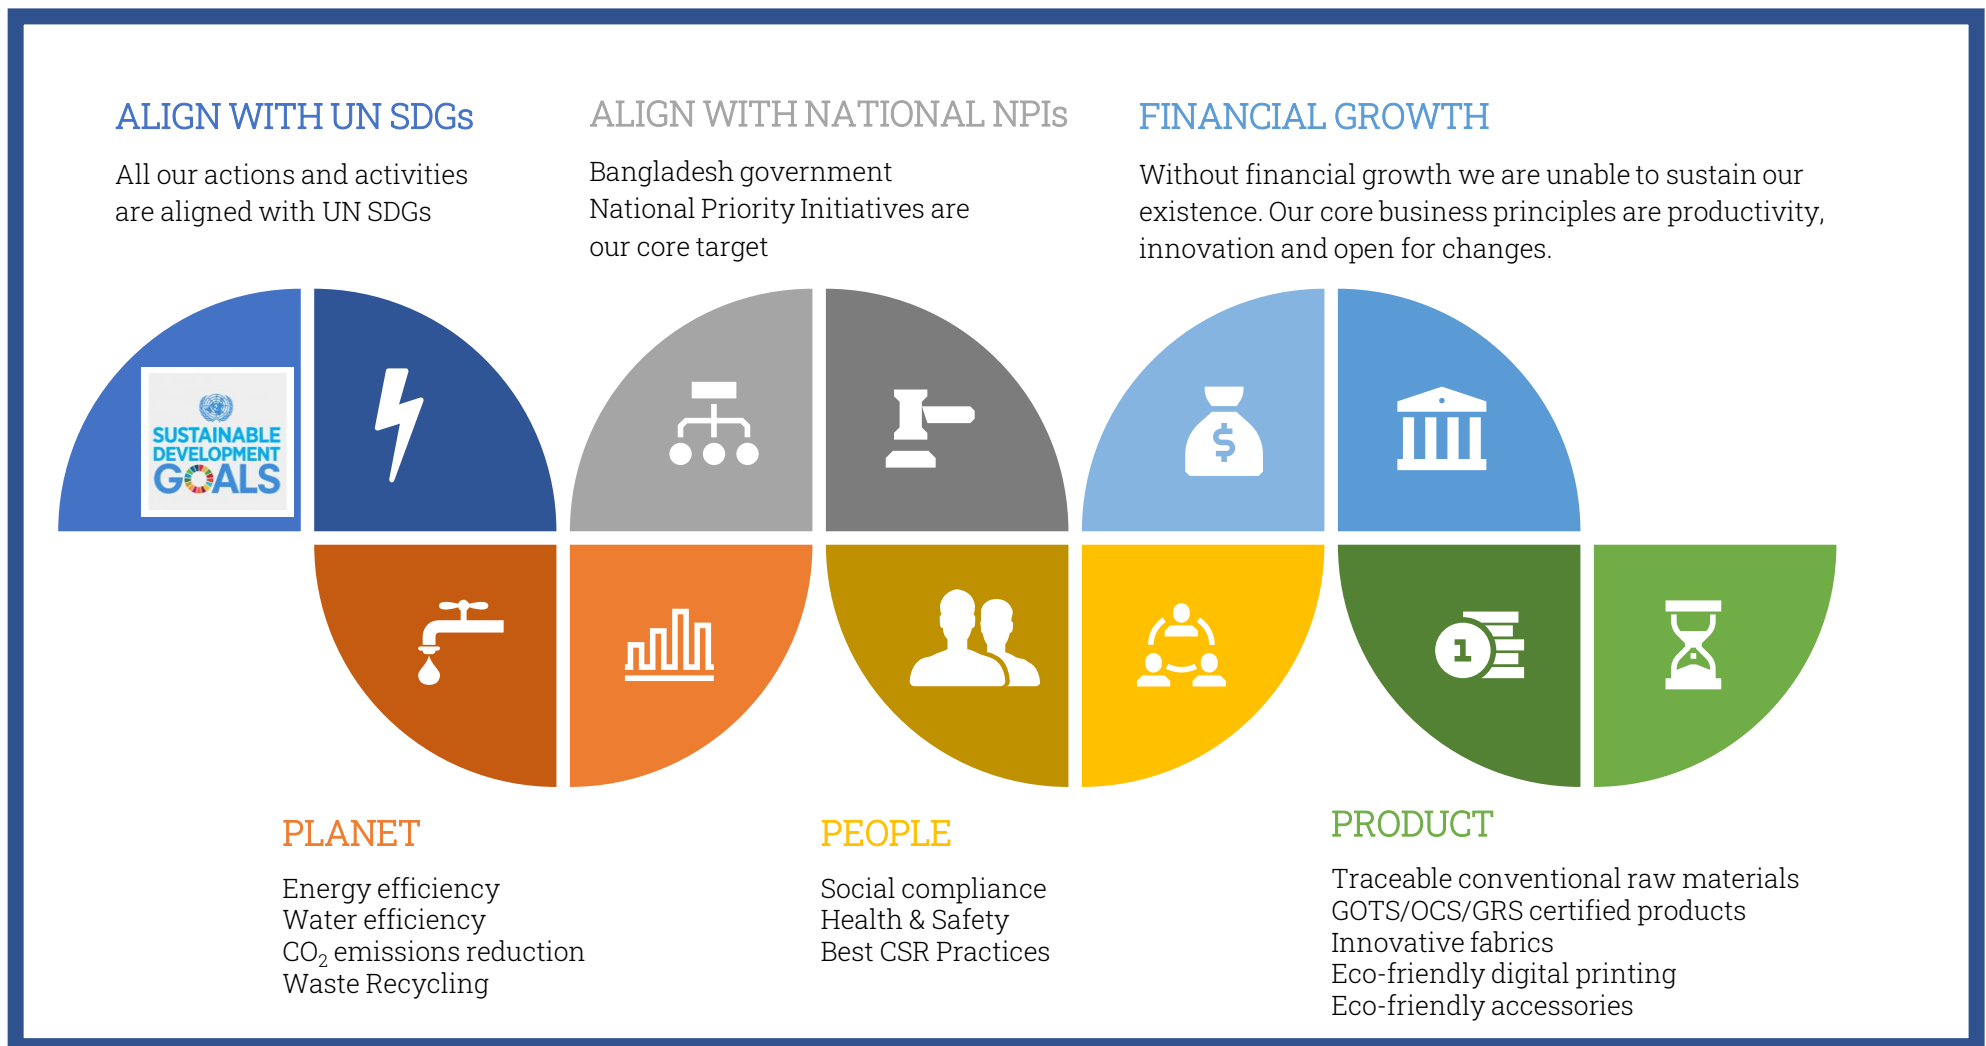 ALIGN WITH UN SDGs
All our actions and activities
are aligned with UN SDGs
ALIGN WITH NATIONAL NPIs
Bangladesh government
National Priority Initiatives are
our core target
FINANCIAL GROWTH
Without financial growth we are unable to sustain our
existence. Our core business principles are productivity,
innovation and open for changes.
SUSTAINABLE
DEVELOPMENT
GOALS
$
1
PLANET
Energy efficiency
Water efficiency
CO₂ emissions reduction
Waste Recycling
PEOPLE
Social compliance
Health & Safety
Best CSR Practices
PRODUCT
Traceable conventional raw materials
GOTS/OCS/GRS certified products
Innovative fabrics
Eco-friendly digital printing
Eco-friendly accessories